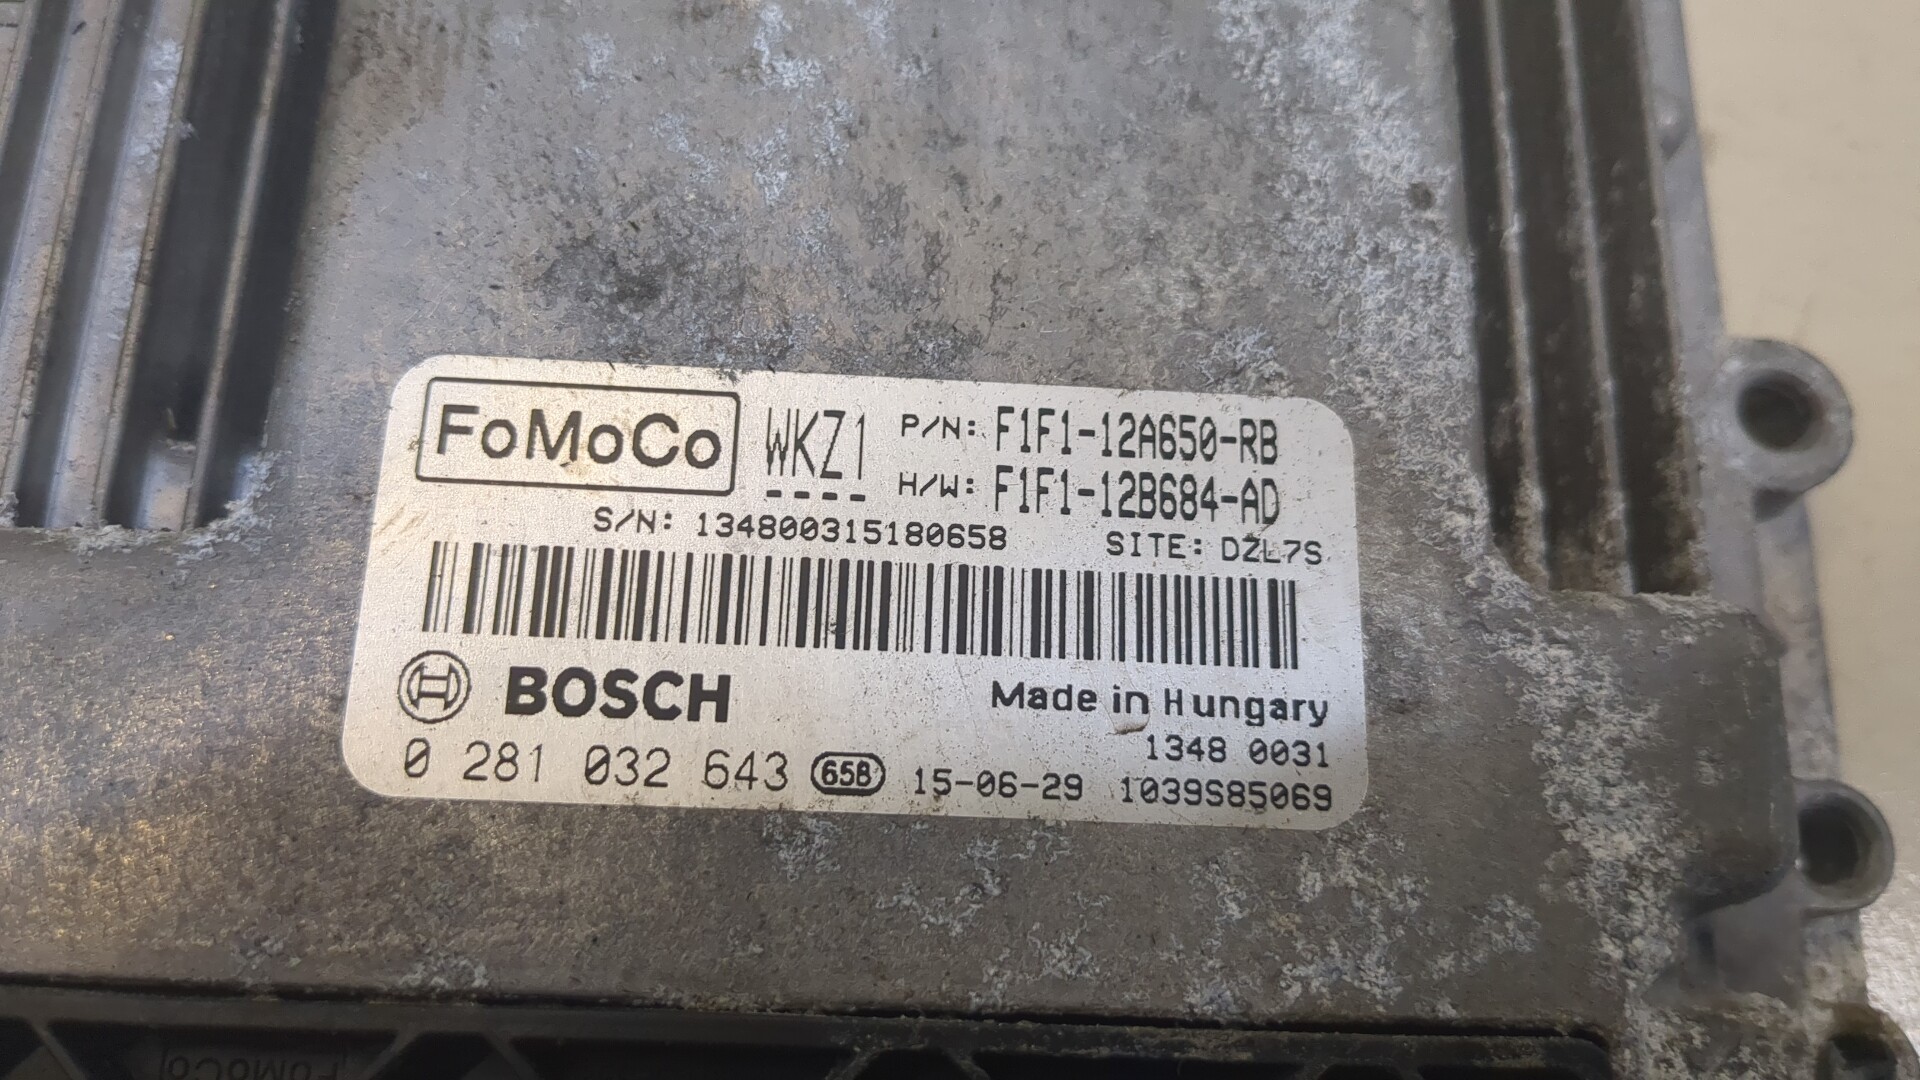 FoMoCo WKZ1 P/N: F1F1-12A650-RB
---- H/W: F1F1-12B684-AD
S/N: 134800315180658 SITE: DZL7S
BOSCH Made in Hungary
1348 0031
0 281 032 643 65B 15-06-29 1039S85069
FoMoCo